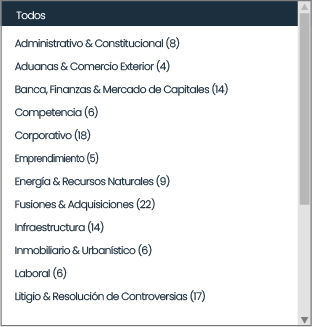 Todos
Administrativo & Constitucional (8)
Aduanas & Comercio Exterior (4)
Banca, Finanzas & Mercado de Capitales (14)
Competencia (6)
Corporativo (18)
Emprendimiento (5)
Energía & Recursos Naturales (9)
Fusiones & Adquisiciones (22)
Infraestructura (14)
Inmobiliario & Urbanístico (6)
Laboral (6)
Litigio & Resolución de Controversias (17)